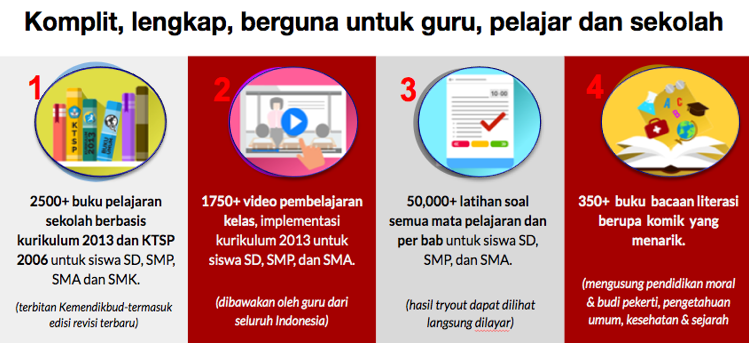 Komplit, lengkap, berguna untuk guru, pelajar dan sekolah
1
KTSP
2013
2500+ buku pelajaran
sekolah berbasis
kurikulum 2013 dan KTSP
2006 untuk siswa SD, SMP,
SMA dan SMK.
(terbitan Kemendikbud-termasuk
edisi revisi terbaru)
2
1750+ video pembelajaran
kelas, implementasi
kurikulum 2013 untuk
siswa SD, SMP, dan SMA.
(dibawakan oleh guru dari
seluruh Indonesia)
3
10:00
50,000+ latihan soal
semua mata pelajaran dan
per bab untuk siswa SD,
SMP, dan SMA.
(hasil tryout dapat dilihat
langsung dilayar)
4
A
B
C
350+ buku bacaan literasi
berupa komik yang
menarik.
(mengusung pendidikan moral
& budi pekerti, pengetahuan
umum, kesehatan & sejarah